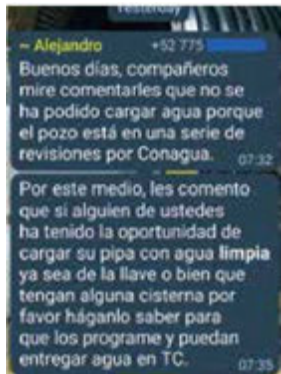 Yesterday
~ Alejandro +52 775
Buenos días, compañeros
mire comentarles que no se
ha podido cargar agua porque
el pozo está en una serie de
revisiones por Conagua. 07:32
Por este medio, les comento
que si alguien de ustedes
ha tenido la oportunidad de
cargar su pipa con agua limpia
ya sea de la llave o bien que
tengan alguna cisterna por
favor háganlo saber para
que los programe y puedan
entregar agua en TC. 07:35